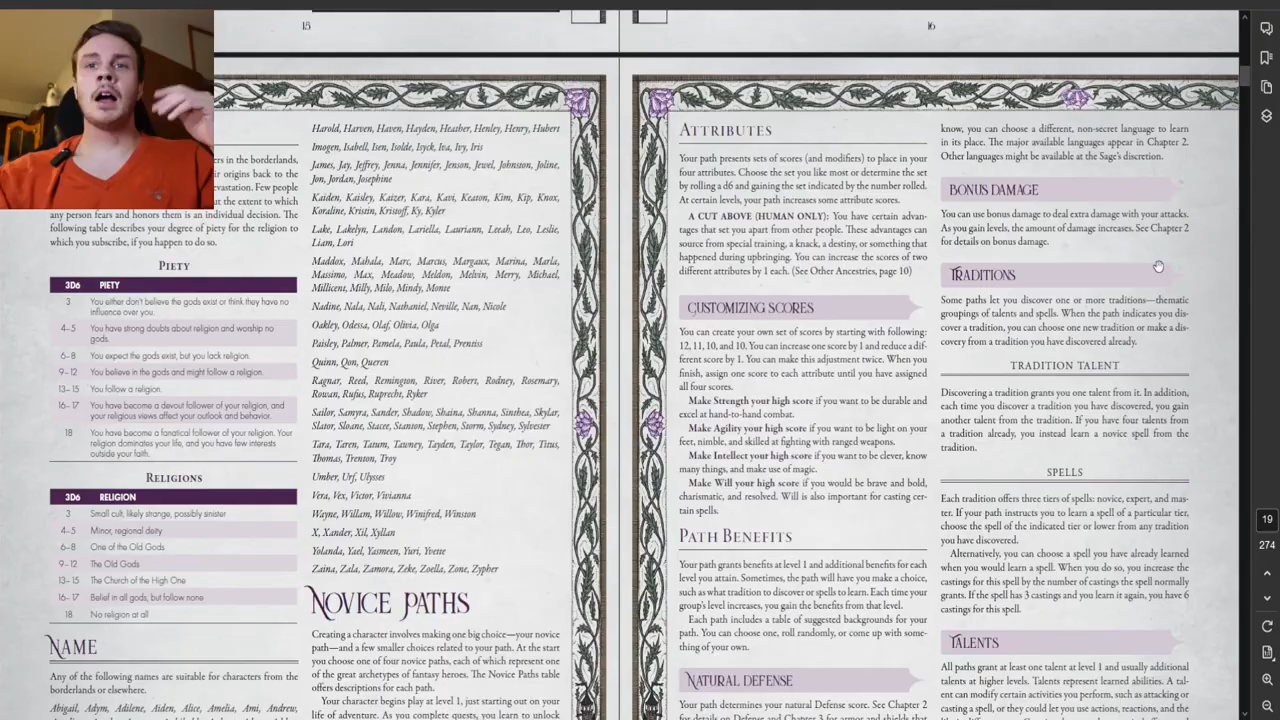 15
ers in the borderlands,
eir origins back to the
evastation. Few people
ut the extent to which
any person fears and honors them is an individual decision. The
following table describes your degree of piety for the religion to
which you subscribe, if you happen to do so.
PIETY
3D6 PIETY
3 You either don't believe the gods exist or think they have no
influence over you.
4–5 You have strong doubts about religion and worship no
gods.
6–8 You expect the gods exist, but you lack religion.
9–12 You believe in the gods and might follow a religion.
13–15 You follow a religion.
16–17 You have become a devout follower of your religion, and
your religious views affect your outlook and behavior.
18 You have become a fanatical follower of your religion. Your
religion dominates your life, and you have few interests
outside your faith.
RELIGIONS
3D6 RELIGION
3 Small cult, likely strange, possibly sinister
4–5 Minor, regional deity
6–8 One of the Old Gods
9–12 The Old Gods
13–15 The Church of the High One
16–17 Belief in all gods, but follow none
18 No religion at all
NAME
Any of the following names are suitable for characters from the
borderlands or elsewhere.
Abigail, Adym, Adilene, Aiden, Alice, Amelia, Ami, Andrew,
Harold, Harven, Haven, Hayden, Heather, Henley, Henry, Hubert
Imogen, Isabell, Isen, Isolde, Isyck, Iva, Ivy, Iris
James, Jay, Jeffrey, Jenna, Jennifer, Jenson, Jewel, Johnston, Joline,
Jon, Jordan, Josephine
Kaiden, Kaisley, Kaizer, Kara, Kavi, Keaton, Kim, Kip, Knox,
Koraline, Kristin, Kristoff, Ky, Kyler
Lake, Lakelyn, Landon, Lariella, Lauriann, Leeah, Leo, Leslie,
Liam, Lori
Maddox, Mahala, Marc, Marcus, Margaux, Marina, Marla,
Massimo, Max, Meadow, Meldon, Melvin, Merry, Michael,
Millicent, Milly, Milo, Mindy, Monte
Nadine, Nala, Nali, Nathaniel, Neville, Nan, Nicole
Oakley, Odessa, Olaf, Olivia, Olga
Paisley, Palmer, Pamela, Paula, Petal, Prentiss
Quinn, Qon, Queren
Ragnar, Reed, Remington, River, Robert, Rodney, Rosemary,
Rowan, Rufus, Ruprecht, Ryker
Sailor, Samyra, Sander, Shadow, Shaina, Shanna, Sinthea, Skylar,
Slator, Sloane, Stacee, Stanton, Stephen, Storm, Sydney, Sylvester
Tara, Taren, Tatum, Tawney, Tayden, Taylor, Tegan, Thor, Titus,
Thomas, Trenton, Troy
Umber, Urf, Ulysses
Vera, Vex, Victor, Vivianna
Wayne, Willam, Willow, Winifred, Winston
X, Xander, Xil, Xyllan
Yolanda, Yael, Yasmeen, Yuri, Yvette
Zaina, Zala, Zamora, Zeke, Zoella, Zone, Zypher
NOVICE PATHS
Creating a character involves making one big choice—your novice
path—and a few smaller choices related to your path. At the start
you choose one of four novice paths, each of which represent one
of the great archetypes of fantasy heroes. The Novice Paths table
offers descriptions for each path.
Your character begins play at level 1, just starting out on your
life of adventure. As you complete quests, you learn to unlock
16
ATTRIBUTES
Your path presents sets of scores (and modifiers) to place in your
four attributes. Choose the set you like most or determine the set
by rolling a d6 and gaining the set indicated by the number rolled.
At certain levels, your path increases some attribute scores.
A CUT ABOVE (HUMAN ONLY): You have certain advan-
tages that set you apart from other people. These advantages can
source from special training, a knack, a destiny, or something that
happened during upbringing. You can increase the scores of two
different attributes by 1 each. (See Other Ancestries, page 10)
CUSTOMIZING SCORES
You can create your own set of scores by starting with following:
12, 11, 10, and 10. You can increase one score by 1 and reduce a dif-
ferent score by 1. You can make this adjustment twice. When you
finish, assign one score to each attribute until you have assigned
all four scores.
Make Strength your high score if you want to be durable and
excel at hand-to-hand combat.
Make Agility your high score if you want to be light on your
feet, nimble, and skilled at fighting with ranged weapons.
Make Intellect your high score if you want to be clever, know
many things, and make use of magic.
Make Will your high score if you would be brave and bold,
charismatic, and resolved. Will is also important for casting cer-
tain spells.
PATH BENEFITS
Your path grants benefits at level 1 and additional benefits for each
level you attain. Sometimes, the path will have you make a choice,
such as what tradition to discover or spells to learn. Each time your
group's level increases, you gain the benefits from that level.
Each path includes a table of suggested backgrounds for your
path. You can choose one, roll randomly, or come up with some-
thing of your own.
NATURAL DEFENSE
Your path determines your natural Defense score. See Chapter 2
for details on Defense and Chapter 3 for armor and shields that
know, you can choose a different, non-secret language to learn
in its place. The major available languages appear in Chapter 2.
Other languages might be available at the Sage's discretion.
BONUS DAMAGE
You can use bonus damage to deal extra damage with your attacks.
As you gain levels, the amount of damage increases. See Chapter 2
for details on bonus damage.
TRADITIONS
Some paths let you discover one or more traditions—thematic
groupings of talents and spells. When the path indicates you dis-
cover a tradition, you can choose one new tradition or make a dis-
covery from a tradition you have discovered already.
TRADITION TALENT
Discovering a tradition grants you one talent from it. In addition,
each time you discover a tradition you have discovered, you gain
another talent from the tradition. If you have four talents from
a tradition already, you instead learn a novice spell from the
tradition.
SPELLS
Each tradition offers three tiers of spells: novice, expert, and mas-
ter. If your path instructs you to learn a spell of a particular tier,
choose the spell of the indicated tier or lower from any tradition
you have discovered.
Alternatively, you can choose a spell you have already learned
when you would learn a spell. When you do so, you increase the
castings for this spell by the number of castings the spell normally
grants. If the spell has 3 castings and you learn it again, you have 6
castings for this spell.
TALENTS
All paths grant at least one talent at level 1 and usually additional
talents at higher levels. Talents represent learned abilities. A tal-
ent can modify certain activities you perform, such as attacking or
casting a spell, or they could let you use actions, reactions, and the
19
274